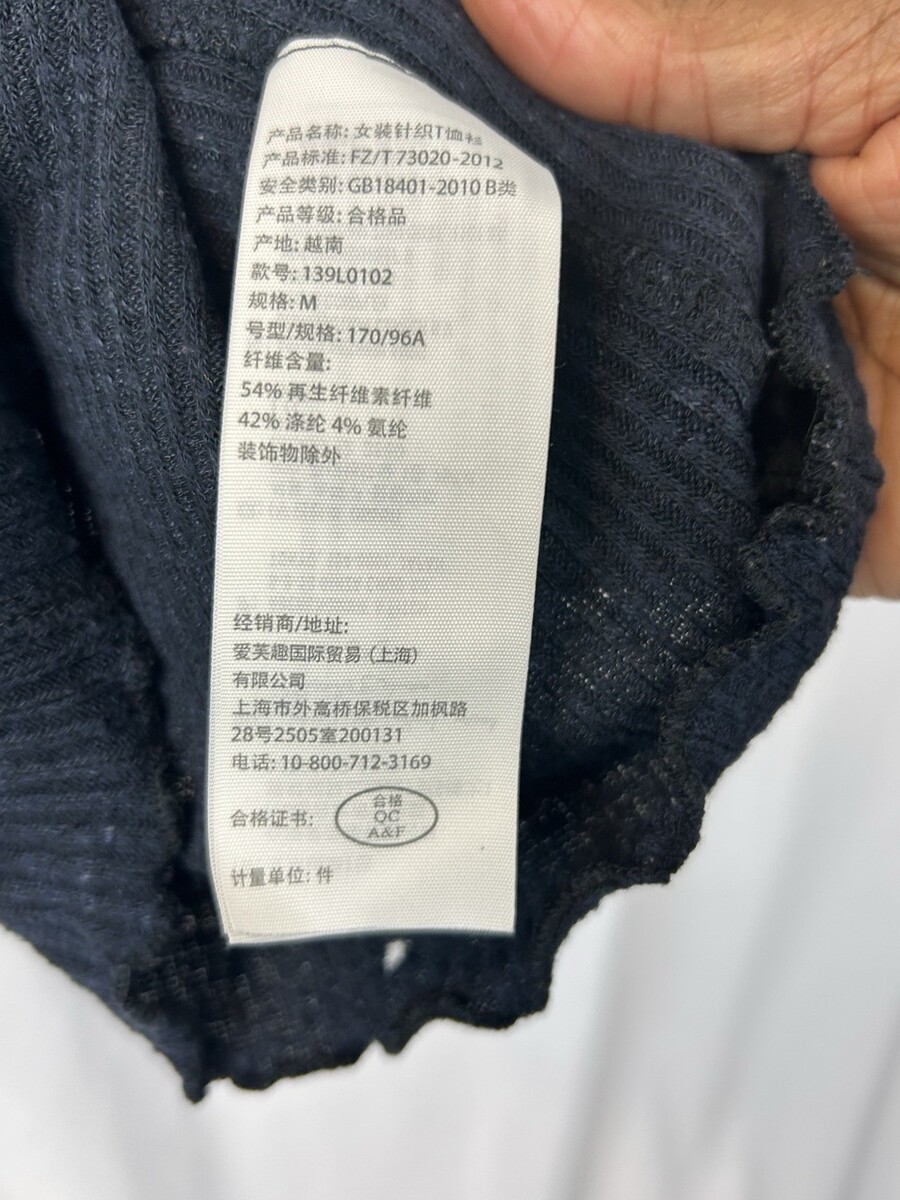 产品名称: 女装针织T恤衫
产品标准: FZ/T 73020-2012
安全类别: GB18401-2010 B类
产品等级: 合格品
产地: 越南
款号: 139L0102
规格: M
号型/规格: 170/96A
纤维含量:
54% 再生纤维素纤维
42% 涤纶 4% 氨纶
装饰物除外
经销商/地址:
爱芙趣国际贸易 (上海)
有限公司
上海市外高桥保税区加枫路
28号2505室200131
电话: 10-800-712-3169
合格证书:
合格
QC
A&F
计量单位: 件